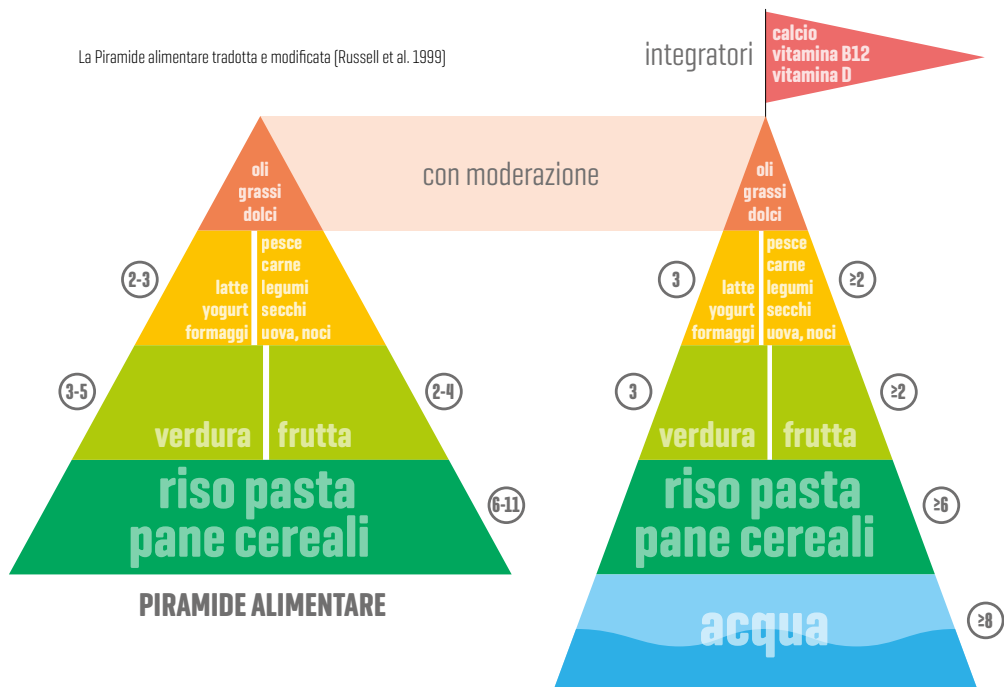 La Piramide alimentare tradotta e modificata (Russell et al. 1999)
integratori
calcio
vitamina B12
vitamina D
con moderazione
oli
grassi
dolci
2-3
latte
yogurt
formaggi
pesce
carne
legumi
secchi
uova, noci
3-5
verdura
frutta
2-4
riso pasta
pane cereali
6-11
PIRAMIDE ALIMENTARE
oli
grassi
dolci
3
latte
yogurt
formaggi
pesce
carne
legumi
secchi
uova, noci
≥2
3
verdura
frutta
≥2
riso pasta
pane cereali
≥6
acqua
≥8